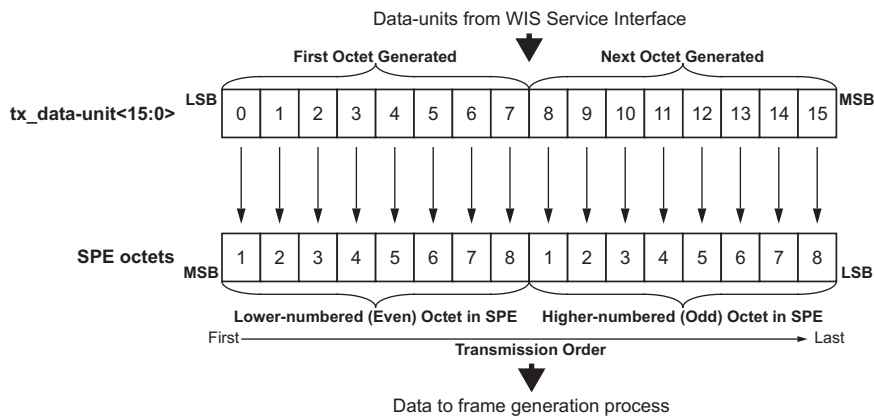 Data-units from WIS Service Interface
First Octet Generated Next Octet Generated
LSB MSB
tx_data-unit<15:0> 0 1 2 3 4 5 6 7 8 9 10 11 12 13 14 15
SPE octets 1 2 3 4 5 6 7 8 1 2 3 4 5 6 7 8
MSB LSB
Lower-numbered (Even) Octet in SPE Higher-numbered (Odd) Octet in SPE
First Last
Transmission Order
Data to frame generation process